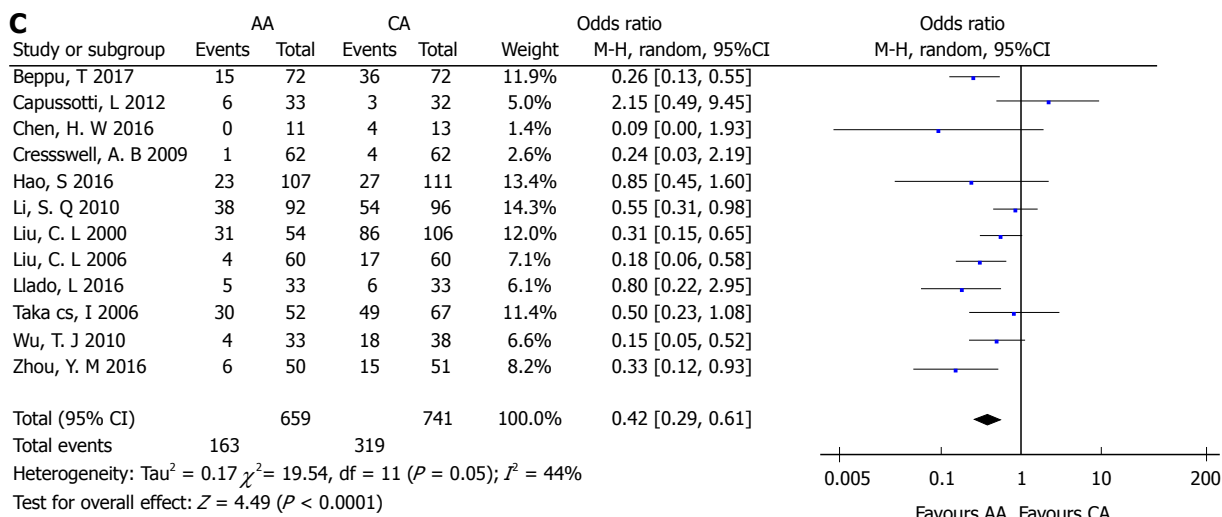 C AA CA Odds ratio Odds ratio
Study or subgroup Events Total Events Total Weight M-H, random, 95%CI M-H, random, 95%CI
Beppu, T 2017 15 72 36 72 11.9% 0.26 [0.13, 0.55]
Capussotti, L 2012 6 33 3 32 5.0% 2.15 [0.49, 9.45]
Chen, H. W 2016 0 11 4 13 1.4% 0.09 [0.00, 1.93]
Cressswell, A. B 2009 1 62 4 62 2.6% 0.24 [0.03, 2.19]
Hao, S 2016 23 107 27 111 13.4% 0.85 [0.45, 1.60]
Li, S. Q 2010 38 92 54 96 14.3% 0.55 [0.31, 0.98]
Liu, C. L 2000 31 54 86 106 12.0% 0.31 [0.15, 0.65]
Liu, C. L 2006 4 60 17 60 7.1% 0.18 [0.06, 0.58]
Llado, L 2016 5 33 6 33 6.1% 0.80 [0.22, 2.95]
Taka cs, I 2006 30 52 49 67 11.4% 0.50 [0.23, 1.08]
Wu, T. J 2010 4 33 18 38 6.6% 0.15 [0.05, 0.52]
Zhou, Y. M 2016 6 50 15 51 8.2% 0.33 [0.12, 0.93]
Total (95% CI) 659 741 100.0% 0.42 [0.29, 0.61]
Total events 163 319
Heterogeneity: Tau² = 0.17 χ²= 19.54, df = 11 (P = 0.05); I² = 44%
Test for overall effect: Z = 4.49 (P < 0.0001)
0.005 0.1 1 10 200
Favours AA Favours CA